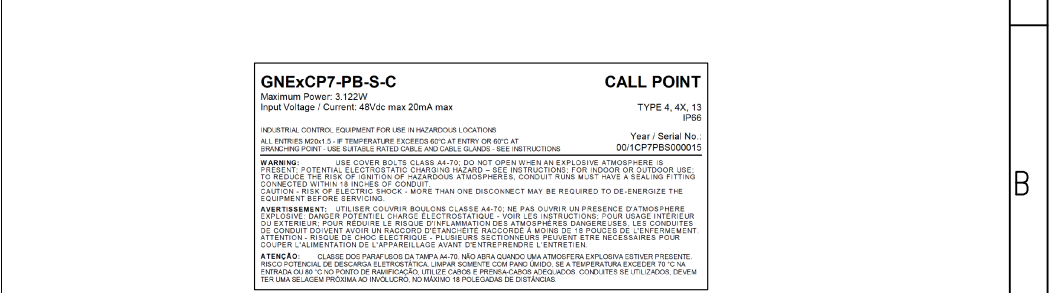 GNExCP7-PB-S-C
CALL POINT
Maximum Power: 3.122W
Input Voltage / Current: 48Vdc max 20mA max
TYPE 4, 4X, 13
IP66
INDUSTRIAL CONTROL EQUIPMENT FOR USE IN HAZARDOUS LOCATIONS
Year / Serial No.:
ALL ENTRIES M20x1.5 - IF TEMPERATURE EXCEEDS 60°C AT ENTRY OR 60°C AT
00/1CP7PBS000015
BRANCHING POINT - USE SUITABLE RATED CABLE AND CABLE GLANDS - SEE INSTRUCTIONS
WARNING: USE COVER BOLTS CLASS A4-70; DO NOT OPEN WHEN AN EXPLOSIVE ATMOSPHERE IS
PRESENT; POTENTIAL ELECTROSTATIC CHARGING HAZARD – SEE INSTRUCTIONS; FOR INDOOR OR OUTDOOR USE;
TO REDUCE THE RISK OF IGNITION OF HAZARDOUS ATMOSPHERES, CONDUIT RUNS MUST HAVE A SEALING FITTING
CONNECTED WITHIN 18 INCHES OF CONDUIT.
CAUTION - RISK OF ELECTRIC SHOCK - MORE THAN ONE DISCONNECT MAY BE REQUIRED TO DE-ENERGIZE THE
EQUIPMENT BEFORE SERVICING.
AVERTISSEMENT: UTILISER COUVRIR BOULONS CLASSE A4-70; NE PAS OUVRIR UN PRESENCE D'ATMOSPHERE
EXPLOSIVE; DANGER POTENTIEL CHARGE ÉLECTROSTATIQUE - VOIR LES INSTRUCTIONS; POUR USAGE INTÉRIEUR
OU EXTERIEUR; POUR RÉDUIRE LE RISQUE D'INFLAMMATION DES ATMOSPHÈRES DANGEREUSES, LES CONDUITES
DE CONDUIT DOIVENT AVOIR UN RACCORD D'ÉTANCHÉITÉ RACCORDÉ À MOINS DE 18 POUCES DE L'ENFERMEMENT.
ATTENTION - RISQUE DE CHOC ELECTRIQUE - PLUSIEURS SECTIONNEURS PEUVENT ETRE NECESSAIRES POUR
COUPER L'ALIMENTATION DE L'APPAREILLAGE AVANT D'ENTREPRENDRE L'ENTRETIEN.
ATENÇÃO: CLASSE DOS PARAFUSOS DA TAMPA A4-70. NÃO ABRA QUANDO UMA ATMOSFERA EXPLOSIVA ESTIVER PRESENTE.
RISCO POTENCIAL DE DESCARGA ELETROSTÁTICA, LIMPAR SOMENTE COM PANO ÚMIDO. SE A TEMPERATURA EXCEDER 70 °C NA
ENTRADA OU 80 °C NO PONTO DE RAMIFICAÇÃO, UTILIZE CABOS E PRENSA-CABOS ADEQUADOS. CONDUITES SE UTILIZADOS, DEVEM
TER UMA SELAGEM PRÓXIMA AO INVÓLUCRO, NO MÁXIMO 18 POLEGADAS DE DISTÂNCIAS.
B